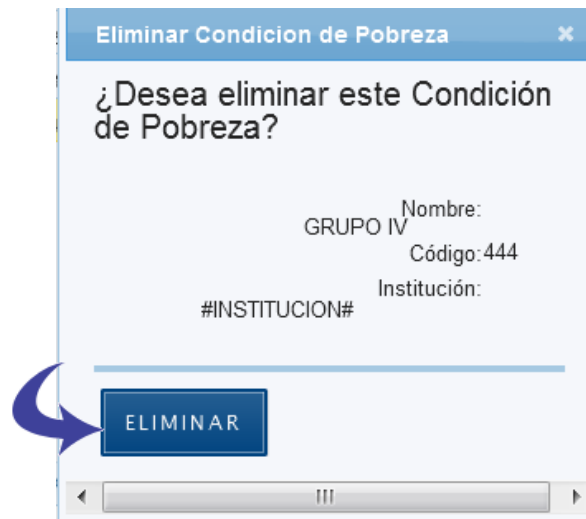 Eliminar Condicion de Pobreza
¿Desea eliminar este Condición
de Pobreza?
Nombre:
GRUPO IV
Código: 444
Institución:
#INSTITUCION#
ELIMINAR